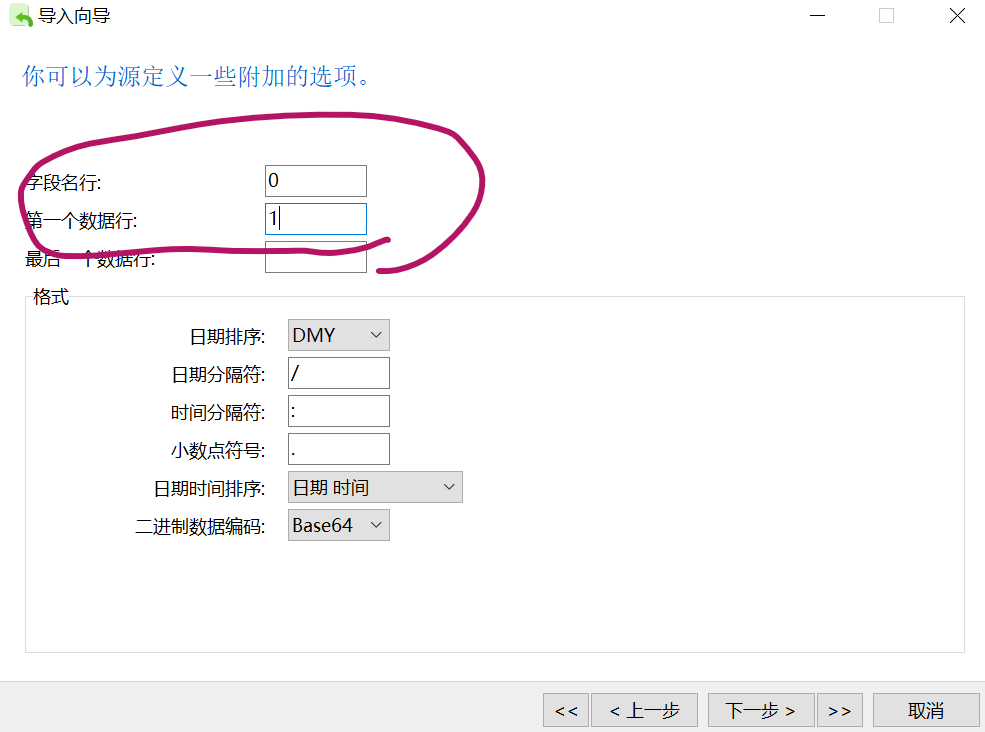 导入向导
你可以为源定义一些附加的选项。
字段名行: 0
第一个数据行: 1
最后一个数据行:
格式
日期排序: DMY
日期分隔符: /
时间分隔符: :
小数点符号: .
日期时间排序: 日期 时间
二进制数据编码: Base64
<< < 上一步 下一步 > >> 取消